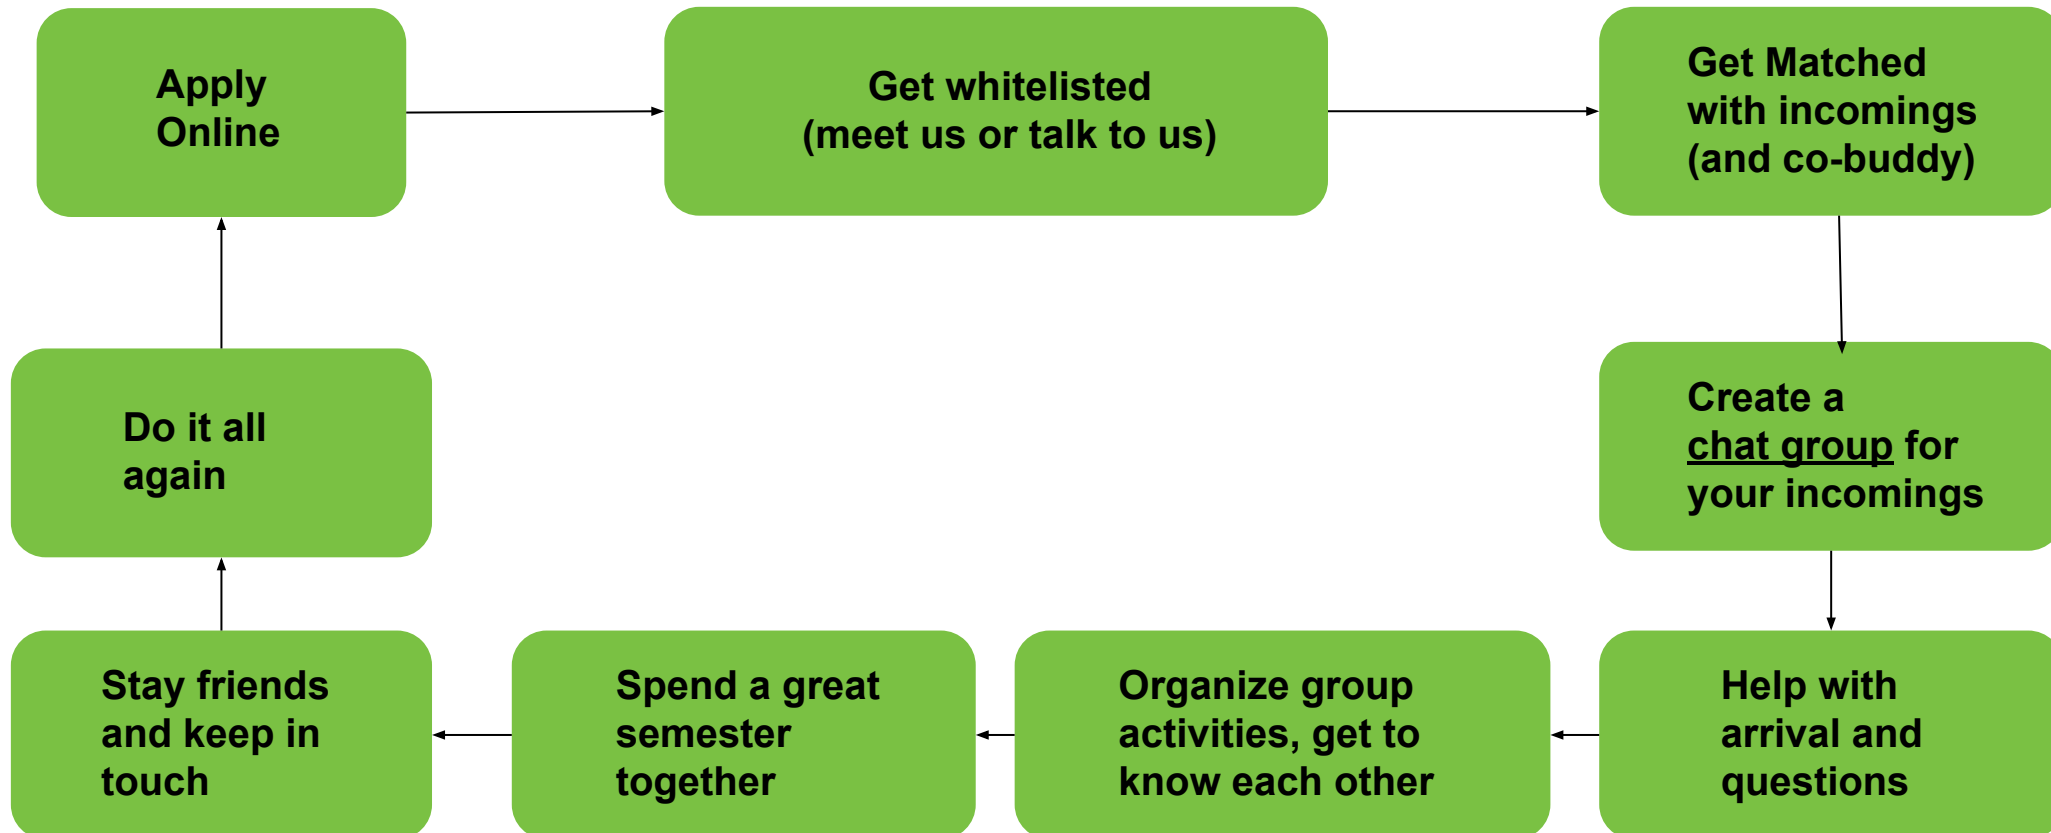 Apply
Online
Get whitelisted
(meet us or talk to us)
Get Matched
with incomings
(and co-buddy)
Create a
chat group for
your incomings
Help with
arrival and
questions
Organize group
activities, get to
know each other
Spend a great
semester
together
Stay friends
and keep in
touch
Do it all
again